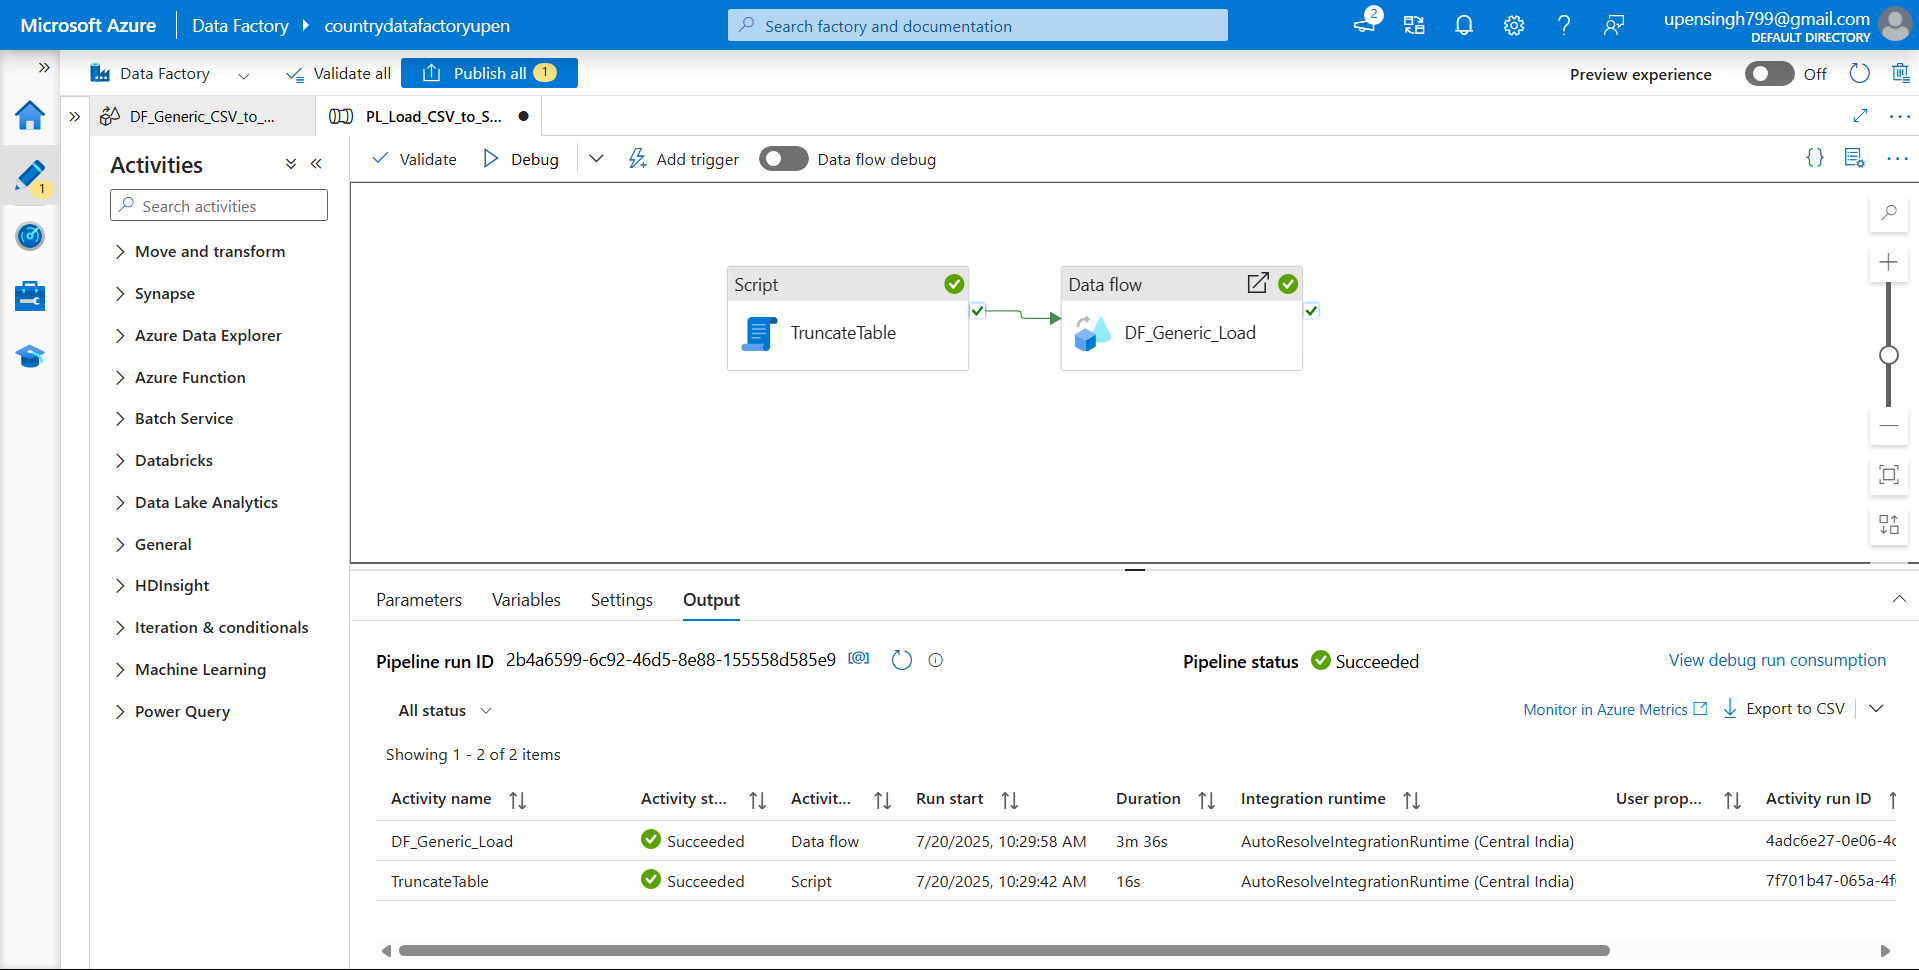 Microsoft Azure
Data Factory
countrydatafactoryupen
Search factory and documentation
2
upensingh799@gmail.com
DEFAULT DIRECTORY
Data Factory
Validate all
Publish all 1
Preview experience
Off
DF_Generic_CSV_to_...
PL_Load_CSV_to_S...
1
Activities
Search activities
Move and transform
Synapse
Azure Data Explorer
Azure Function
Batch Service
Databricks
Data Lake Analytics
General
HDInsight
Iteration & conditionals
Machine Learning
Power Query
Validate
Debug
Add trigger
Data flow debug
Script
TruncateTable
Data flow
DF_Generic_Load
Parameters
Variables
Settings
Output
Pipeline run ID 2b4a6599-6c92-46d5-8e88-155558d585e9
Pipeline status Succeeded
View debug run consumption
All status
Monitor in Azure Metrics
Export to CSV
Showing 1 - 2 of 2 items
Activity name Activity st... Activit... Run start Duration Integration runtime User prop... Activity run ID
DF_Generic_Load Succeeded Data flow 7/20/2025, 10:29:58 AM 3m 36s AutoResolveIntegrationRuntime (Central India) 4adc6e27-0e06-4c
TruncateTable Succeeded Script 7/20/2025, 10:29:42 AM 16s AutoResolveIntegrationRuntime (Central India) 7f701b47-065a-4f